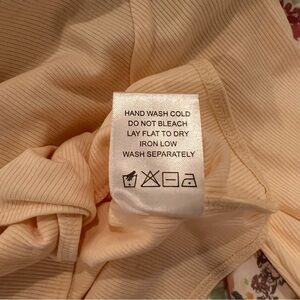 HAND WASH COLD
DO NOT BLEACH
LAY FLAT TO DRY
IRON LOW
WASH SEPARATELY